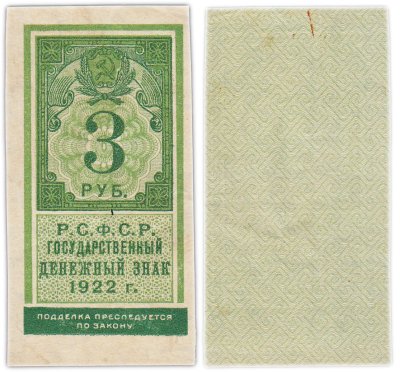 3
РУБ.
Р.С.Ф.С.Р.
ГОСУДАРСТВЕННЫЙ
ДЕНЕЖНЫЙ ЗНАК
1922 г.
ПОДДЕЛКА ПРЕСЛЕДУЕТСЯ
ПО ЗАКОНУ.